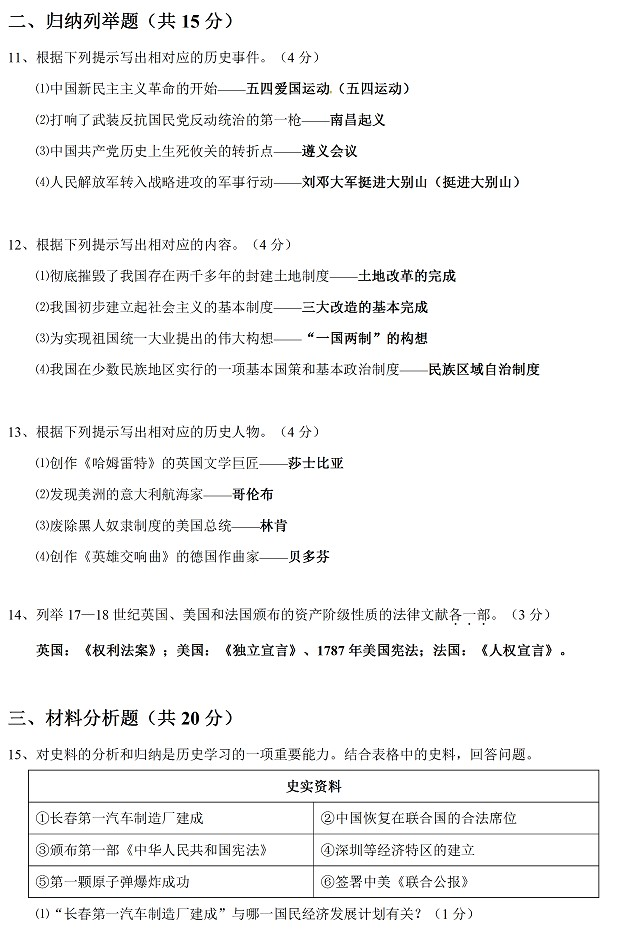 二、归纳列举题（共 15 分）
11、根据下列提示写出相对应的历史事件。（4 分）
⑴中国新民主主义革命的开始——五四爱国运动（五四运动）
⑵打响了武装反抗国民党反动统治的第一枪——南昌起义
⑶中国共产党历史上生死攸关的转折点——遵义会议
⑷人民解放军转入战略进攻的军事行动——刘邓大军挺进大别山（挺进大别山）
12、根据下列提示写出相对应的内容。（4 分）
⑴彻底摧毁了我国存在两千多年的封建土地制度——土地改革的完成
⑵我国初步建立起社会主义的基本制度——三大改造的基本完成
⑶为实现祖国统一大业提出的伟大构想——“一国两制”的构想
⑷我国在少数民族地区实行的一项基本国策和基本政治制度——民族区域自治制度
13、根据下列提示写出相对应的历史人物。（4 分）
⑴创作《哈姆雷特》的英国文学巨匠——莎士比亚
⑵发现美洲的意大利航海家——哥伦布
⑶废除黑人奴隶制度的美国总统——林肯
⑷创作《英雄交响曲》的德国作曲家——贝多芬
14、列举 17—18 世纪英国、美国和法国颁布的资产阶级性质的法律文献各一部。（3 分）
英国：《权利法案》；美国：《独立宣言》、1787 年美国宪法；法国：《人权宣言》。
三、材料分析题（共 20 分）
15、对史料的分析和归纳是历史学习的一项重要能力。结合表格中的史料，回答问题。
史实资料
①长春第一汽车制造厂建成 ②中国恢复在联合国的合法席位
③颁布第一部《中华人民共和国宪法》 ④深圳等经济特区的建立
⑤第一颗原子弹爆炸成功 ⑥签署中美《联合公报》
⑴“长春第一汽车制造厂建成”与哪一国民经济发展计划有关？（1 分）